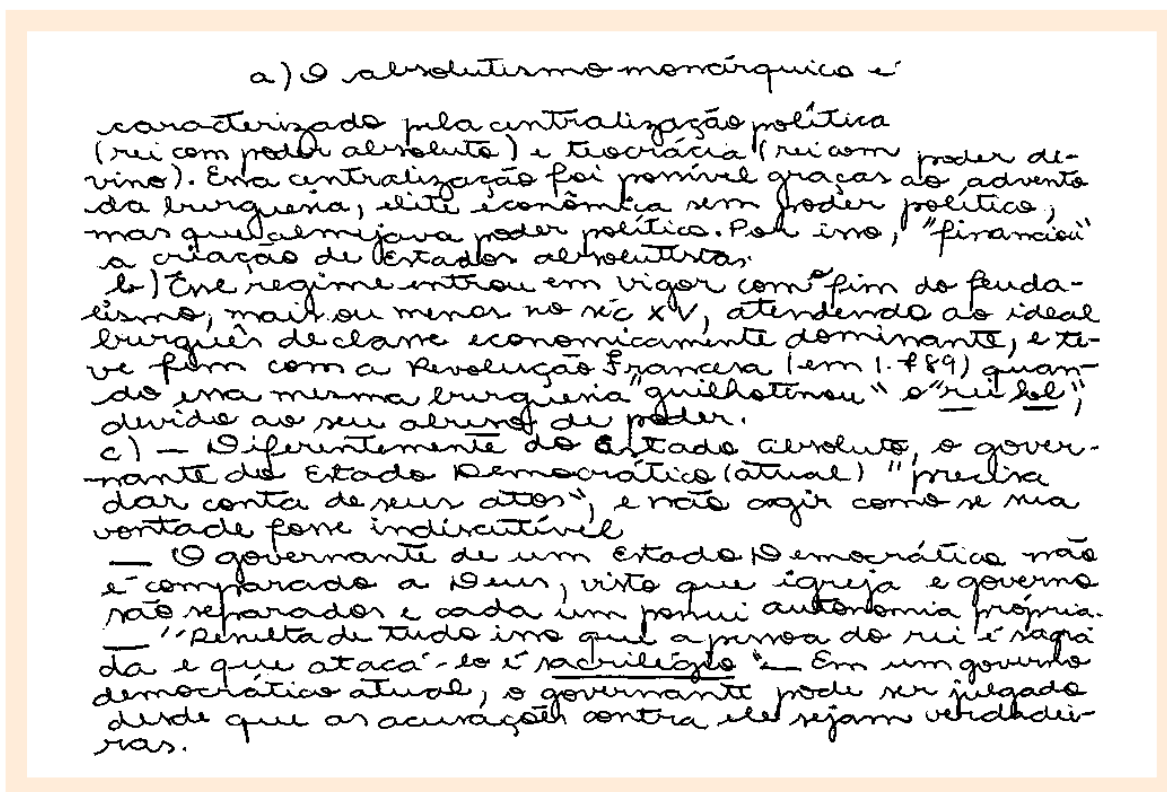 a) O absolutismo monárquico é
caracterizado pela centralização política
(rei com poder absoluto) e teocrácia (rei com poder di-
vino). Essa centralização foi possível graças ao advento
da burguesia, elite econômica sem poder político,
mas que almejava poder político. Por isso, "financiou"
a criação de Estados absolutistas.
b) Esse regime entrou em vigor com o fim do feuda-
lismo, mais ou menos no séc XV, atendendo ao ideal
burguês de classe economicamente dominante, e te-
ve fim com a Revolução Francesa (em 1.789) quan-
do essa mesma burguesia "guilhotinou" o "rei sol",
devido ao seu abuso de poder.
c) — Diferentemente do Estado absoluto, o gover-
nante do Estado Democrático (atual) "precisa
dar conta de seus atos", e não agir como se sua
vontade fosse indiscutível
— O governante de um Estado Democrático não
é comparado a Deus, visto que igreja e governo
são separados e cada um possui autonomia própria.
— "Resulta de tudo isso que a pessoa do rei é sagra
da e que atacá-lo é sacrilégio" — Em um governo
democrático atual, o governante pode ser julgado
desde que as acusações contra ele sejam verdadei-
ras.